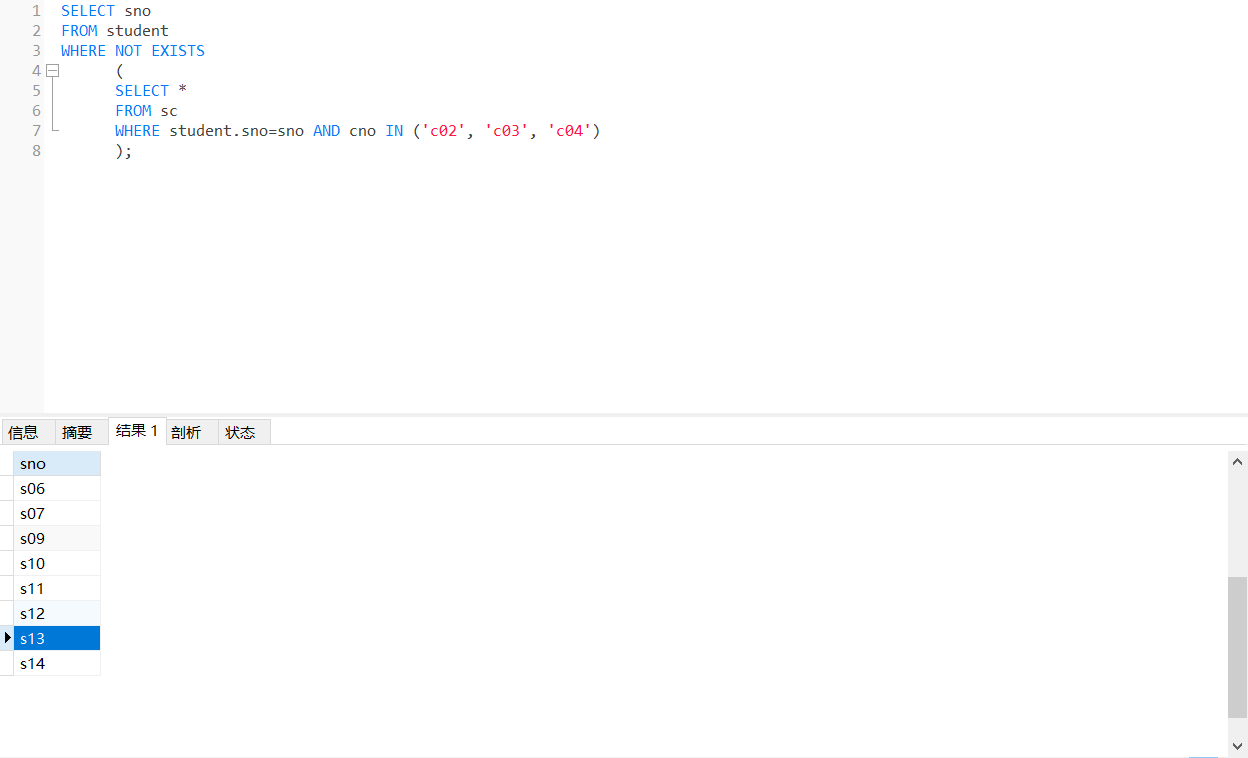 1 SELECT sno
2 FROM student
3 WHERE NOT EXISTS
4 (
5 SELECT *
6 FROM sc
7 WHERE student.sno=sno AND cno IN ('c02', 'c03', 'c04')
8 );
信息 摘要 结果 1 剖析 状态
sno
s06
s07
s09
s10
s11
s12
s13
s14